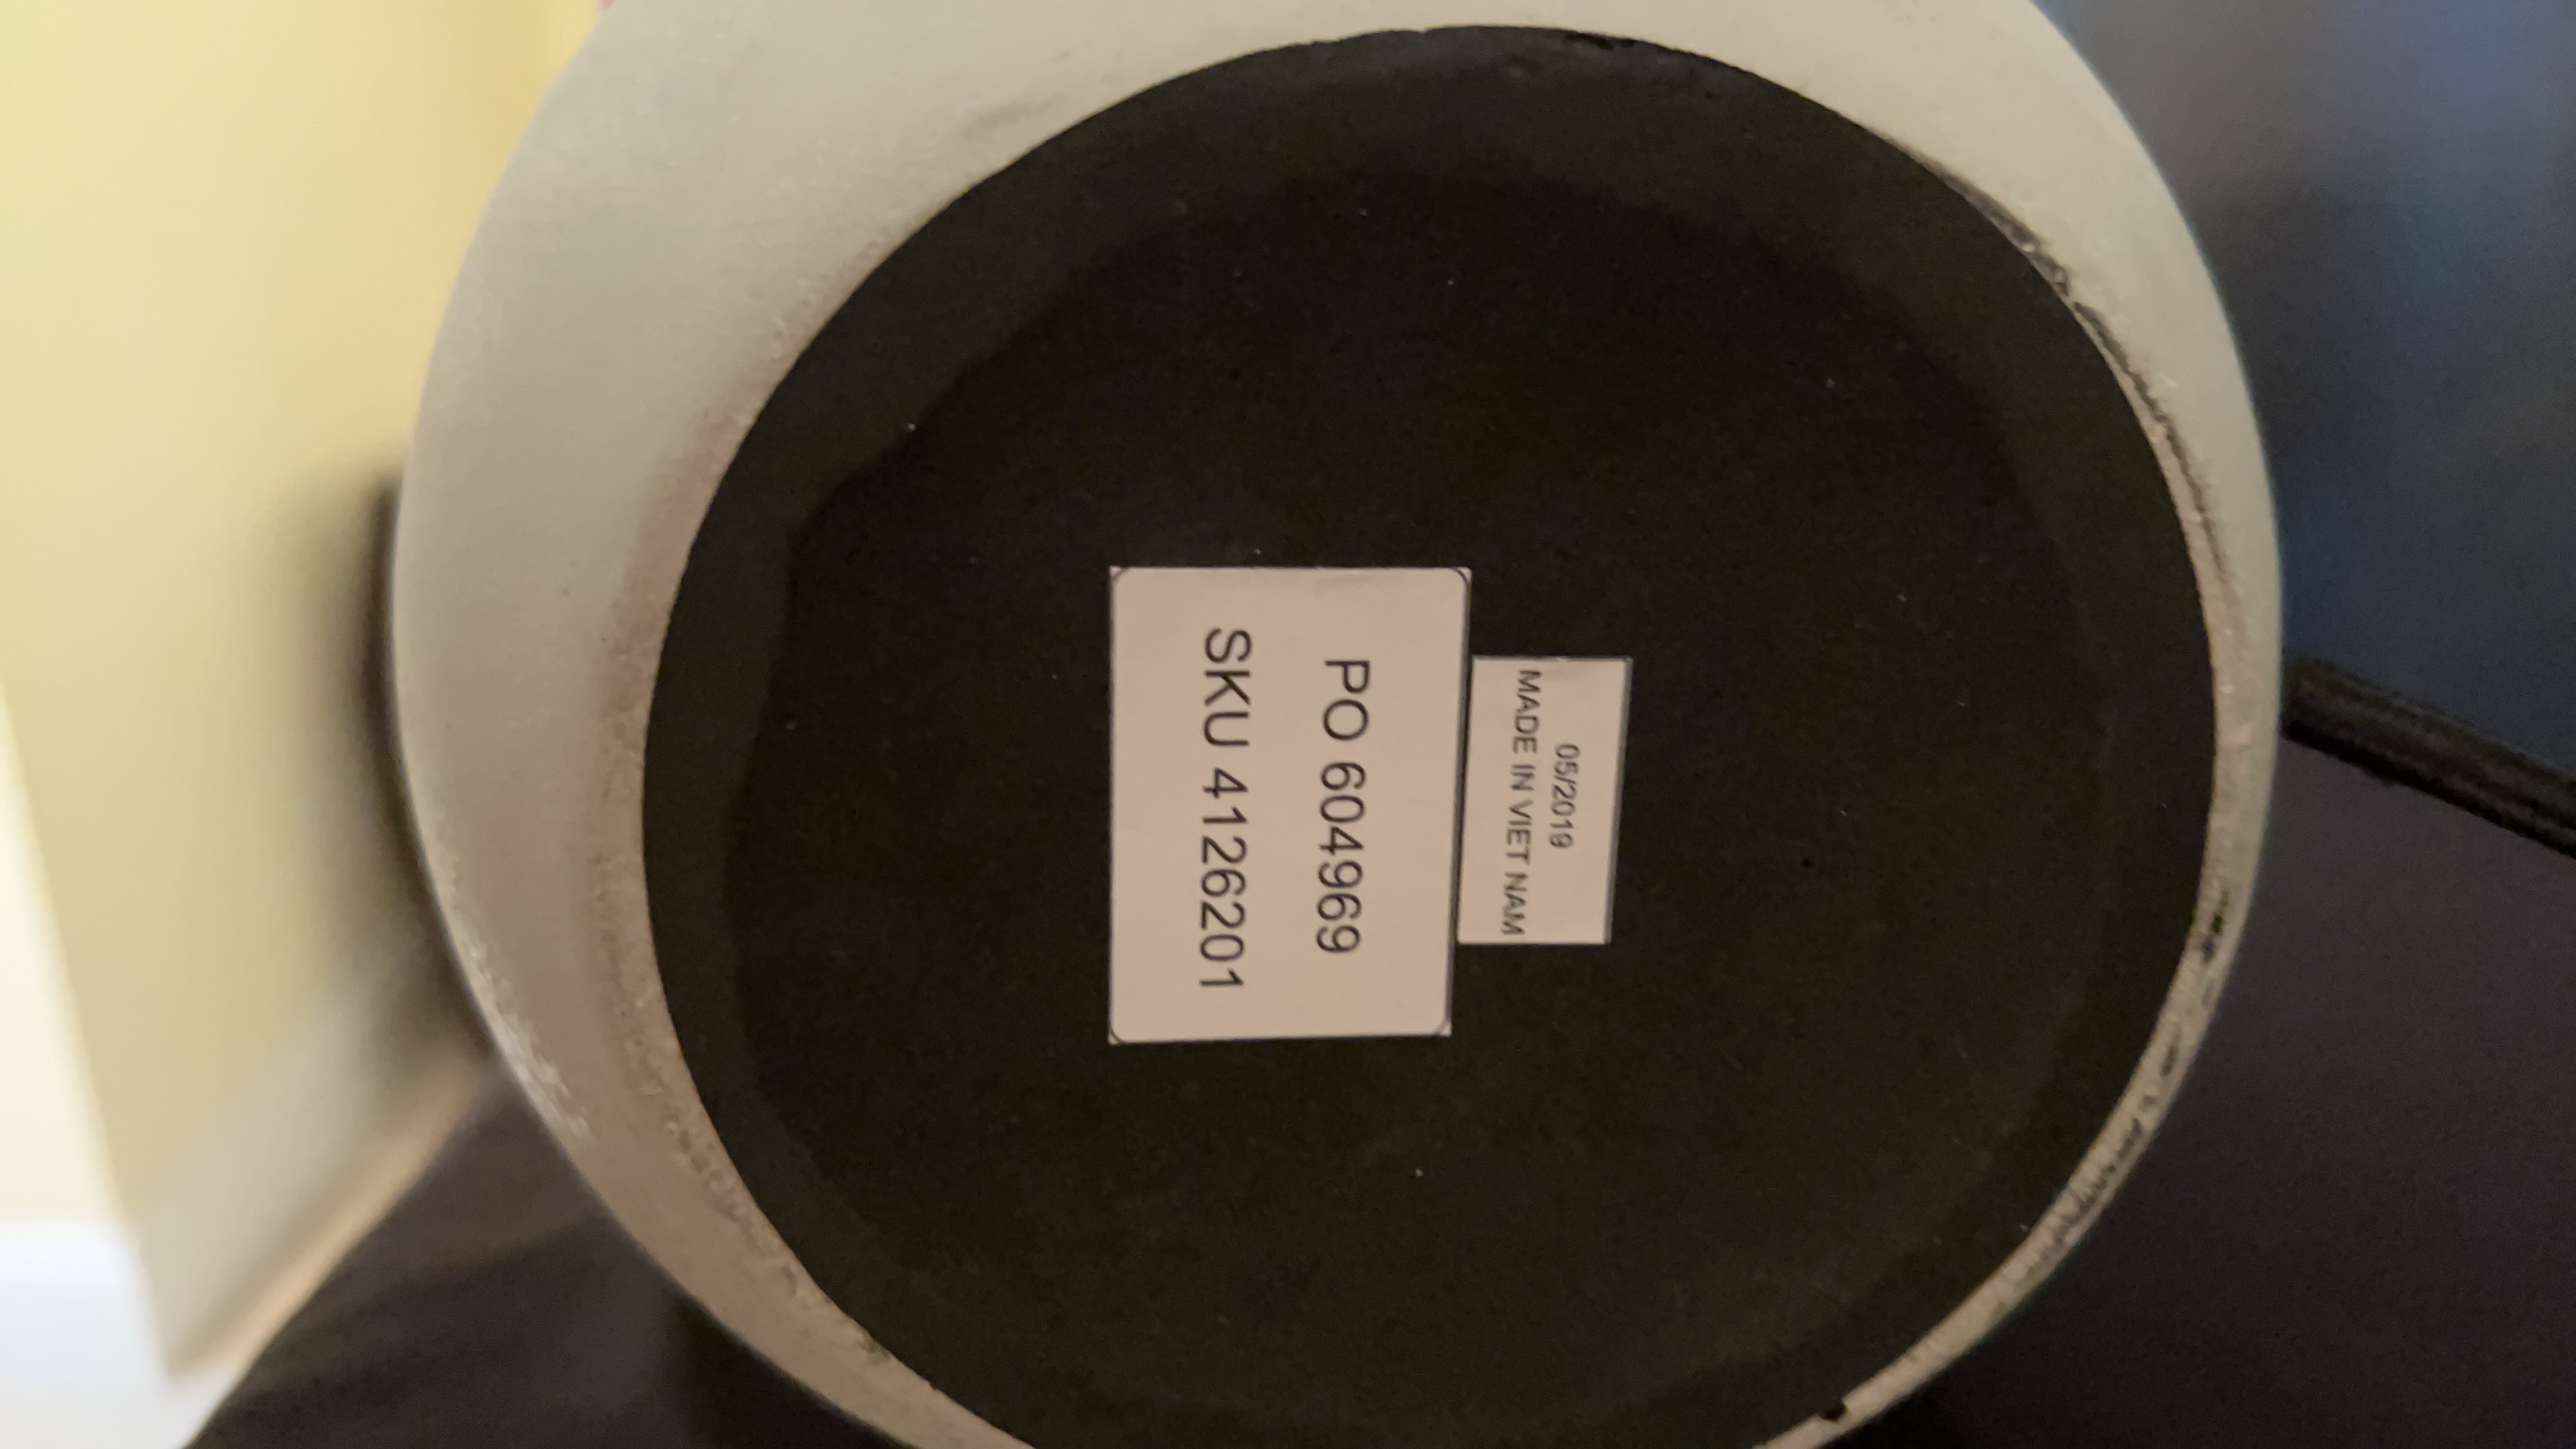 05/2019
MADE IN VIET NAM
PO 604969
SKU 4126201